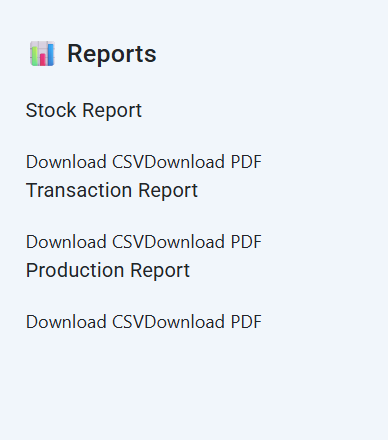 Reports
Stock Report
Download CSVDownload PDF
Transaction Report
Download CSVDownload PDF
Production Report
Download CSVDownload PDF